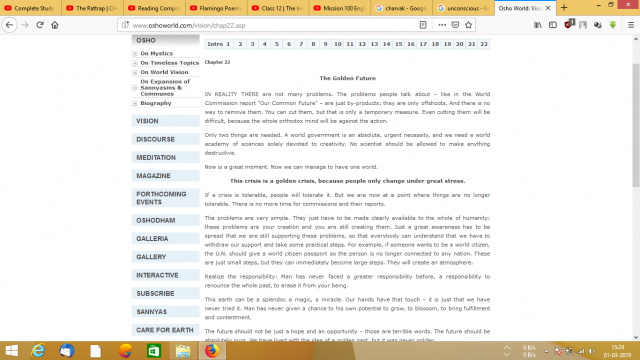 Complete Study
The Rattrap | Cl
Reading Compre
Flamingo Poem
Class 12 | The In
Mission 100 Engl
charvak - Google
unconscious - Goo
Osho World: Visi
www.oshoworld.com/vision/chap22.asp
OSHO
On Mystics
On Timeless Topics
On World Vision
On Expansion of
Sannyasins &
Communes
Biography
VISION
DISCOURSE
MEDITATION
MAGAZINE
FORTHCOMING
EVENTS
OSHODHAM
GALLERIA
GALLERY
INTERACTIVE
SUBSCRIBE
SANNYAS
CARE FOR EARTH
Intro 1 2 3 4 5 6 7 8 9 10 11 12 13 14 15 16 17 18 19 20 21 22
Chapter 22
The Golden Future
IN REALITY THERE are not many problems. The problems people talk about – like in the World
Commission report "Our Common Future" – are just by-products; they are only offshoots. And there is no
way to remove them. You can cut them, but that is only a temporary measure. Even cutting them will be
difficult, because the whole orthodox mind will be against the action.
Only two things are needed. A world government is an absolute, urgent necessity, and we need a world
academy of sciences solely devoted to creativity. No scientist should be allowed to make anything
destructive.
Now is a great moment. Now we can manage to have one world.
This crisis is a golden crisis, because people only change under great stress.
If a crisis is tolerable, people will tolerate it. But we are now at a point where things are no longer
tolerable. There is no more time for commissions and their reports.
The problems are very simple. They just have to be made clearly available to the whole of humanity:
these problems are your creation and you are still creating them. Just a great awareness has to be
spread that we are still supporting these problems, so that everybody can understand that we have to
withdraw our support and take some practical steps. For example, if someone wants to be a world citizen,
the U.N. should give a world citizen passport so the person is no longer connected to any nation. These
are just small steps, but they can immediately become large steps. They will create an atmosphere.
Realize the responsibility: Man has never faced a greater responsibility before, a responsibility to
renounce the whole past, to erase it from your being.
This earth can be a splendor, a magic, a miracle. Our hands have that touch – it is just that we have
never tried it. Man has never given a chance to his own potential to grow, to blossom, to bring fulfillment
and contentment.
The future should not be just a hope and an opportunity – those are terrible words. The future should be
absolutely ours. We have lived with the idea of a golden past, but it was never golden.
0 B/s
0 B/s
15:24
01-03-2019